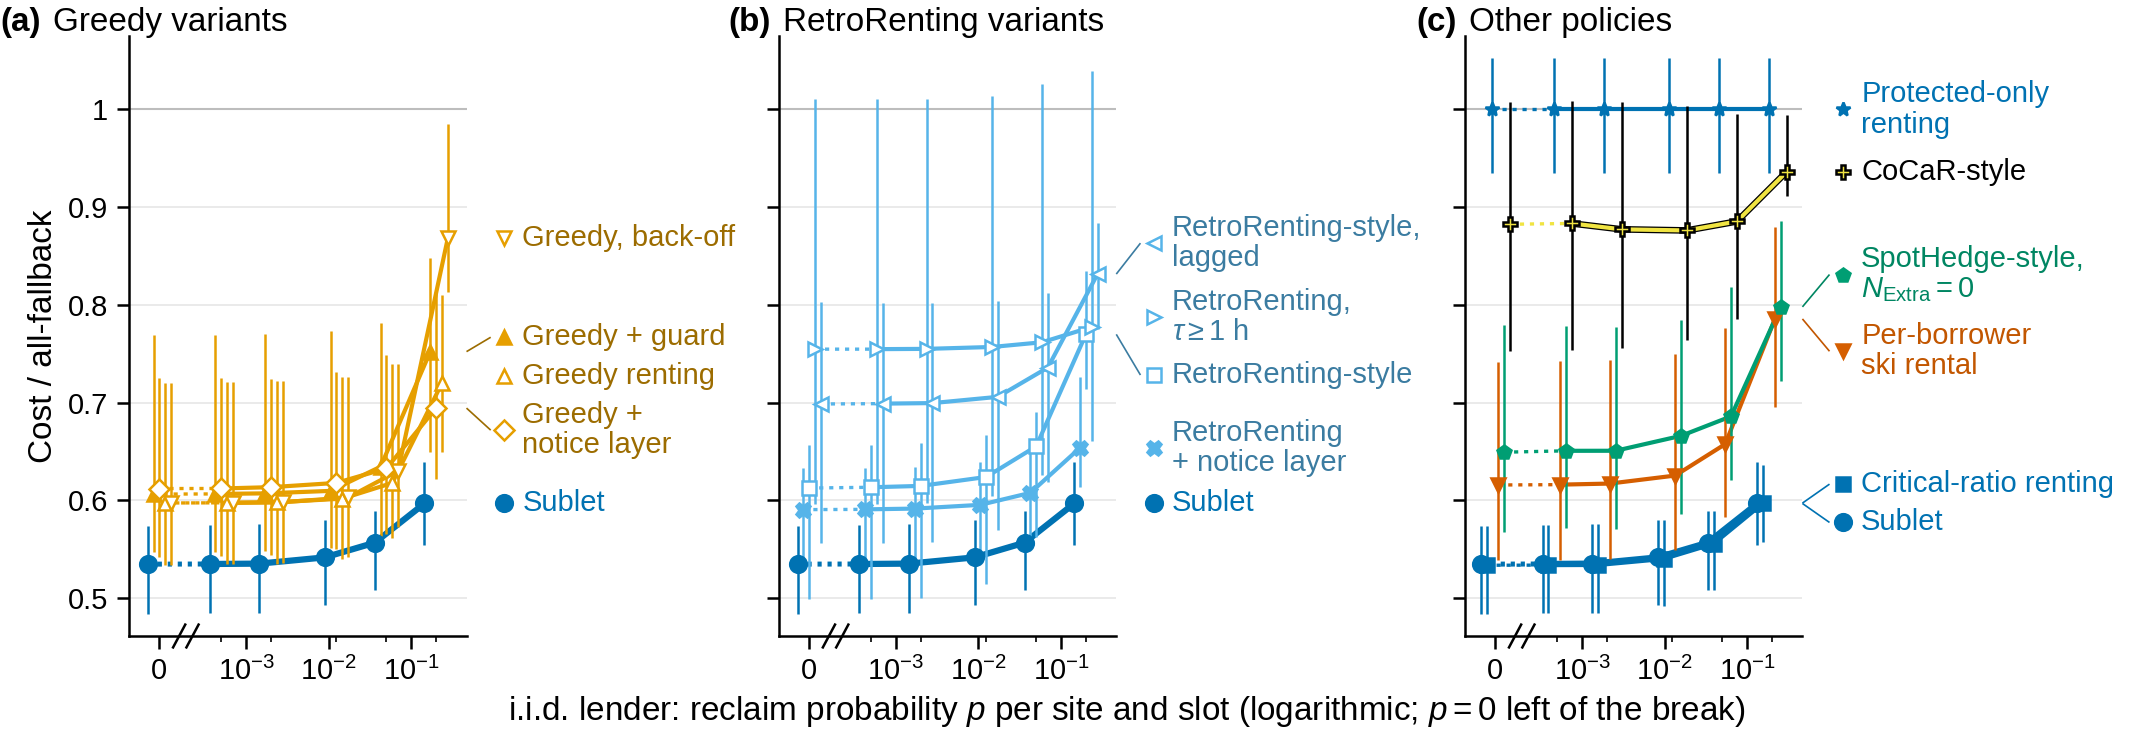 (a) Greedy variants
(b) RetroRenting variants
(c) Other policies
Cost / all-fallback
1
0.9
0.8
0.7
0.6
0.5
Greedy, back-off
Greedy + guard
Greedy renting
Greedy +
notice layer
Sublet
RetroRenting-style,
lagged
RetroRenting,
τ ≥ 1 h
RetroRenting-style
RetroRenting
+ notice layer
Sublet
Protected-only
renting
CoCaR-style
SpotHedge-style,
N_Extra = 0
Per-borrower
ski rental
Critical-ratio renting
Sublet
0 10⁻³ 10⁻² 10⁻¹
0 10⁻³ 10⁻² 10⁻¹
0 10⁻³ 10⁻² 10⁻¹
i.i.d. lender: reclaim probability p per site and slot (logarithmic; p = 0 left of the break)